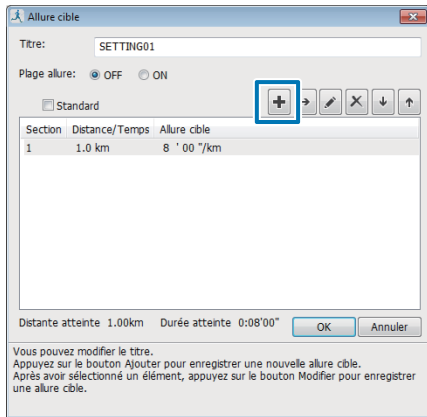 Allure cible
Titre: SETTING01
Plage allure: OFF ON
Standard
Section Distance/Temps Allure cible
1 1.0 km 8 ' 00 "/km
Distante atteinte 1.00km Durée atteinte 0:08'00" OK Annuler
Vous pouvez modifier le titre.
Appuyez sur le bouton Ajouter pour enregistrer une nouvelle allure cible.
Après avoir sélectionné un élément, appuyez sur le bouton Modifier pour enregistrer
une allure cible.